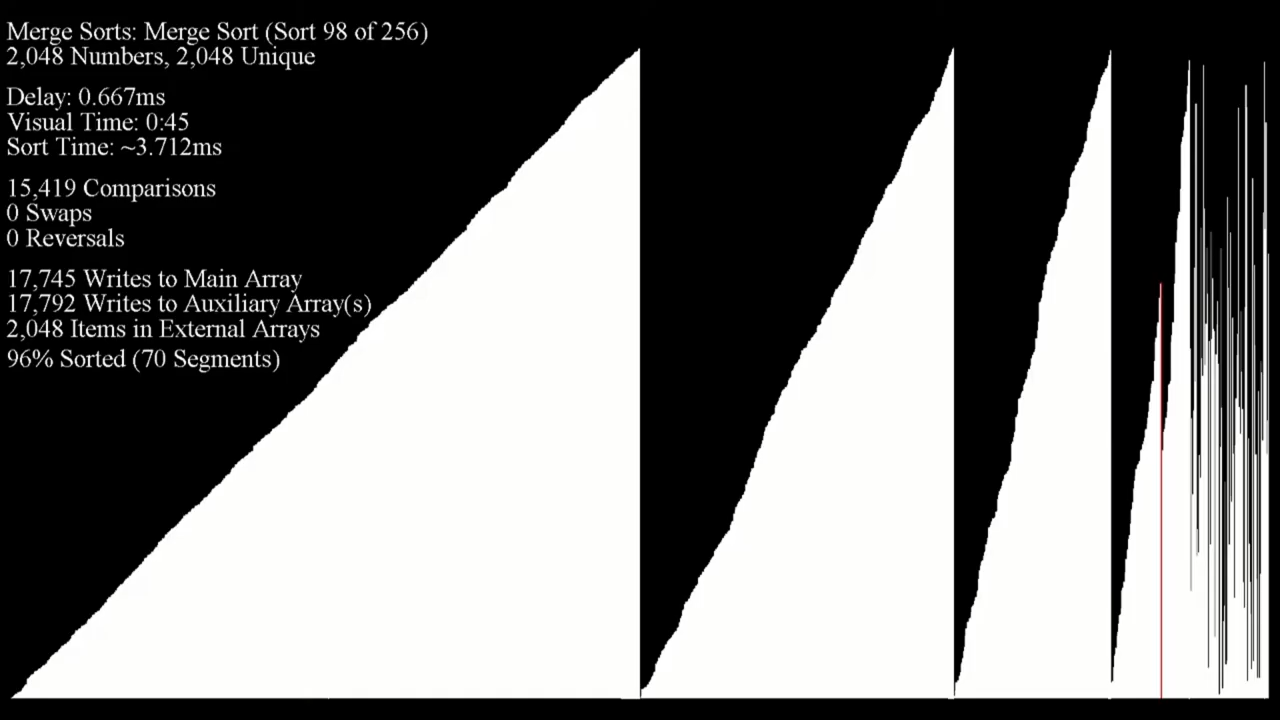 Merge Sorts: Merge Sort (Sort 98 of 256)
2,048 Numbers, 2,048 Unique
Delay: 0.667ms
Visual Time: 0:45
Sort Time: ~3.712ms
15,419 Comparisons
0 Swaps
0 Reversals
17,745 Writes to Main Array
17,792 Writes to Auxiliary Array(s)
2,048 Items in External Arrays
96% Sorted (70 Segments)